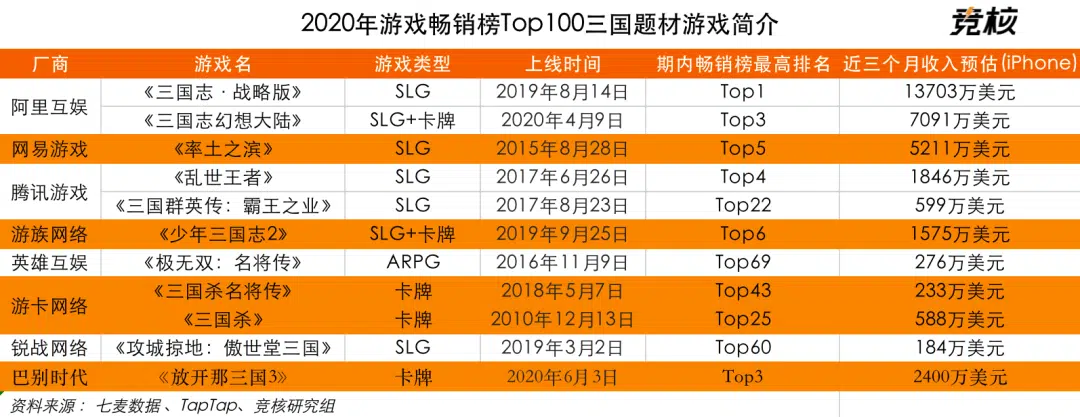 2020年游戏畅销榜Top100三国题材游戏简介
竞核
厂商 游戏名 游戏类型 上线时间 期内畅销榜最高排名 近三个月收入预估(iPhone)
阿里互娱 《三国志·战略版》 SLG 2019年8月14日 Top1 13703万美元
《三国志幻想大陆》 SLG+卡牌 2020年4月9日 Top3 7091万美元
网易游戏 《率土之滨》 SLG 2015年8月28日 Top5 5211万美元
腾讯游戏 《乱世王者》 SLG 2017年6月26日 Top4 1846万美元
《三国群英传：霸王之业》 SLG 2017年8月23日 Top22 599万美元
游族网络 《少年三国志2》 SLG+卡牌 2019年9月25日 Top6 1575万美元
英雄互娱 《极无双：名将传》 ARPG 2016年11月9日 Top69 276万美元
游卡网络 《三国杀名将传》 卡牌 2018年5月7日 Top43 233万美元
《三国杀》 卡牌 2010年12月13日 Top25 588万美元
锐战网络 《攻城掠地：傲世堂三国》 SLG 2019年3月2日 Top60 184万美元
巴别时代 《放开那三国3》 卡牌 2020年6月3日 Top3 2400万美元
资料来源：七麦数据、TapTap、竞核研究组